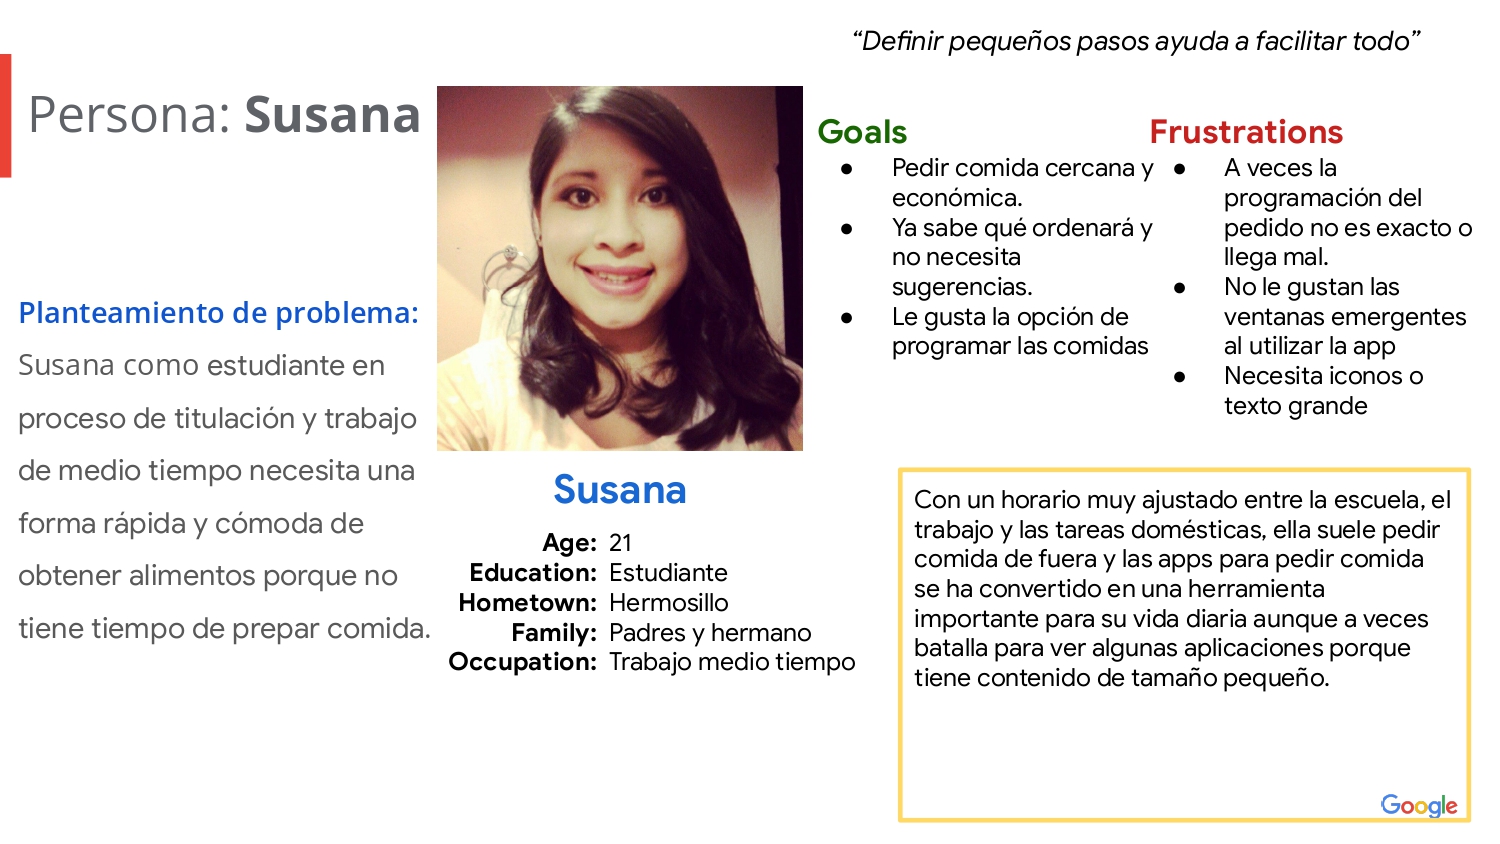 “Definir pequeños pasos ayuda a facilitar todo”
Persona: Susana
Planteamiento de problema:
Susana como estudiante en
proceso de titulación y trabajo
de medio tiempo necesita una
forma rápida y cómoda de
obtener alimentos porque no
tiene tiempo de prepar comida.
Susana
Age: 21
Education: Estudiante
Hometown: Hermosillo
Family: Padres y hermano
Occupation: Trabajo medio tiempo
Goals
● Pedir comida cercana y
económica.
● Ya sabe qué ordenará y
no necesita
sugerencias.
● Le gusta la opción de
programar las comidas
Frustrations
● A veces la
programación del
pedido no es exacto o
llega mal.
● No le gustan las
ventanas emergentes
al utilizar la app
● Necesita iconos o
texto grande
Con un horario muy ajustado entre la escuela, el
trabajo y las tareas domésticas, ella suele pedir
comida de fuera y las apps para pedir comida
se ha convertido en una herramienta
importante para su vida diaria aunque a veces
batalla para ver algunas aplicaciones porque
tiene contenido de tamaño pequeño.
Google